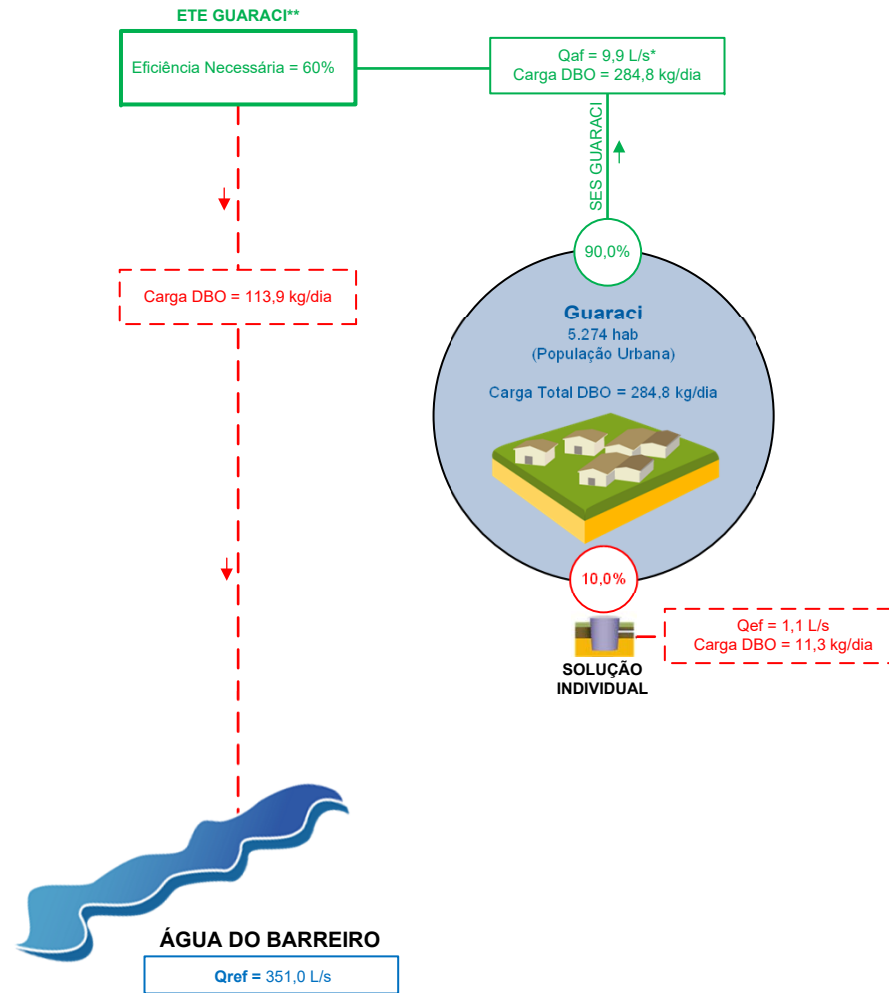 ETE GUARACI**
Eficiência Necessária = 60%
Qaf = 9,9 L/s*
Carga DBO = 284,8 kg/dia
SES GUARACI
90,0%
Carga DBO = 113,9 kg/dia
Guaraci
5.274 hab
(População Urbana)
Carga Total DBO = 284,8 kg/dia
10,0%
Qef = 1,1 L/s
Carga DBO = 11,3 kg/dia
SOLUÇÃO
INDIVIDUAL
ÁGUA DO BARREIRO
Qref = 351,0 L/s